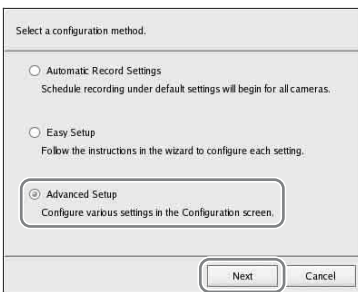 Select a configuration method.
Automatic Record Settings
Schedule recording under default settings will begin for all cameras.
Easy Setup
Follow the instructions in the wizard to configure each setting.
Advanced Setup
Configure various settings in the Configuration screen.
Next
Cancel